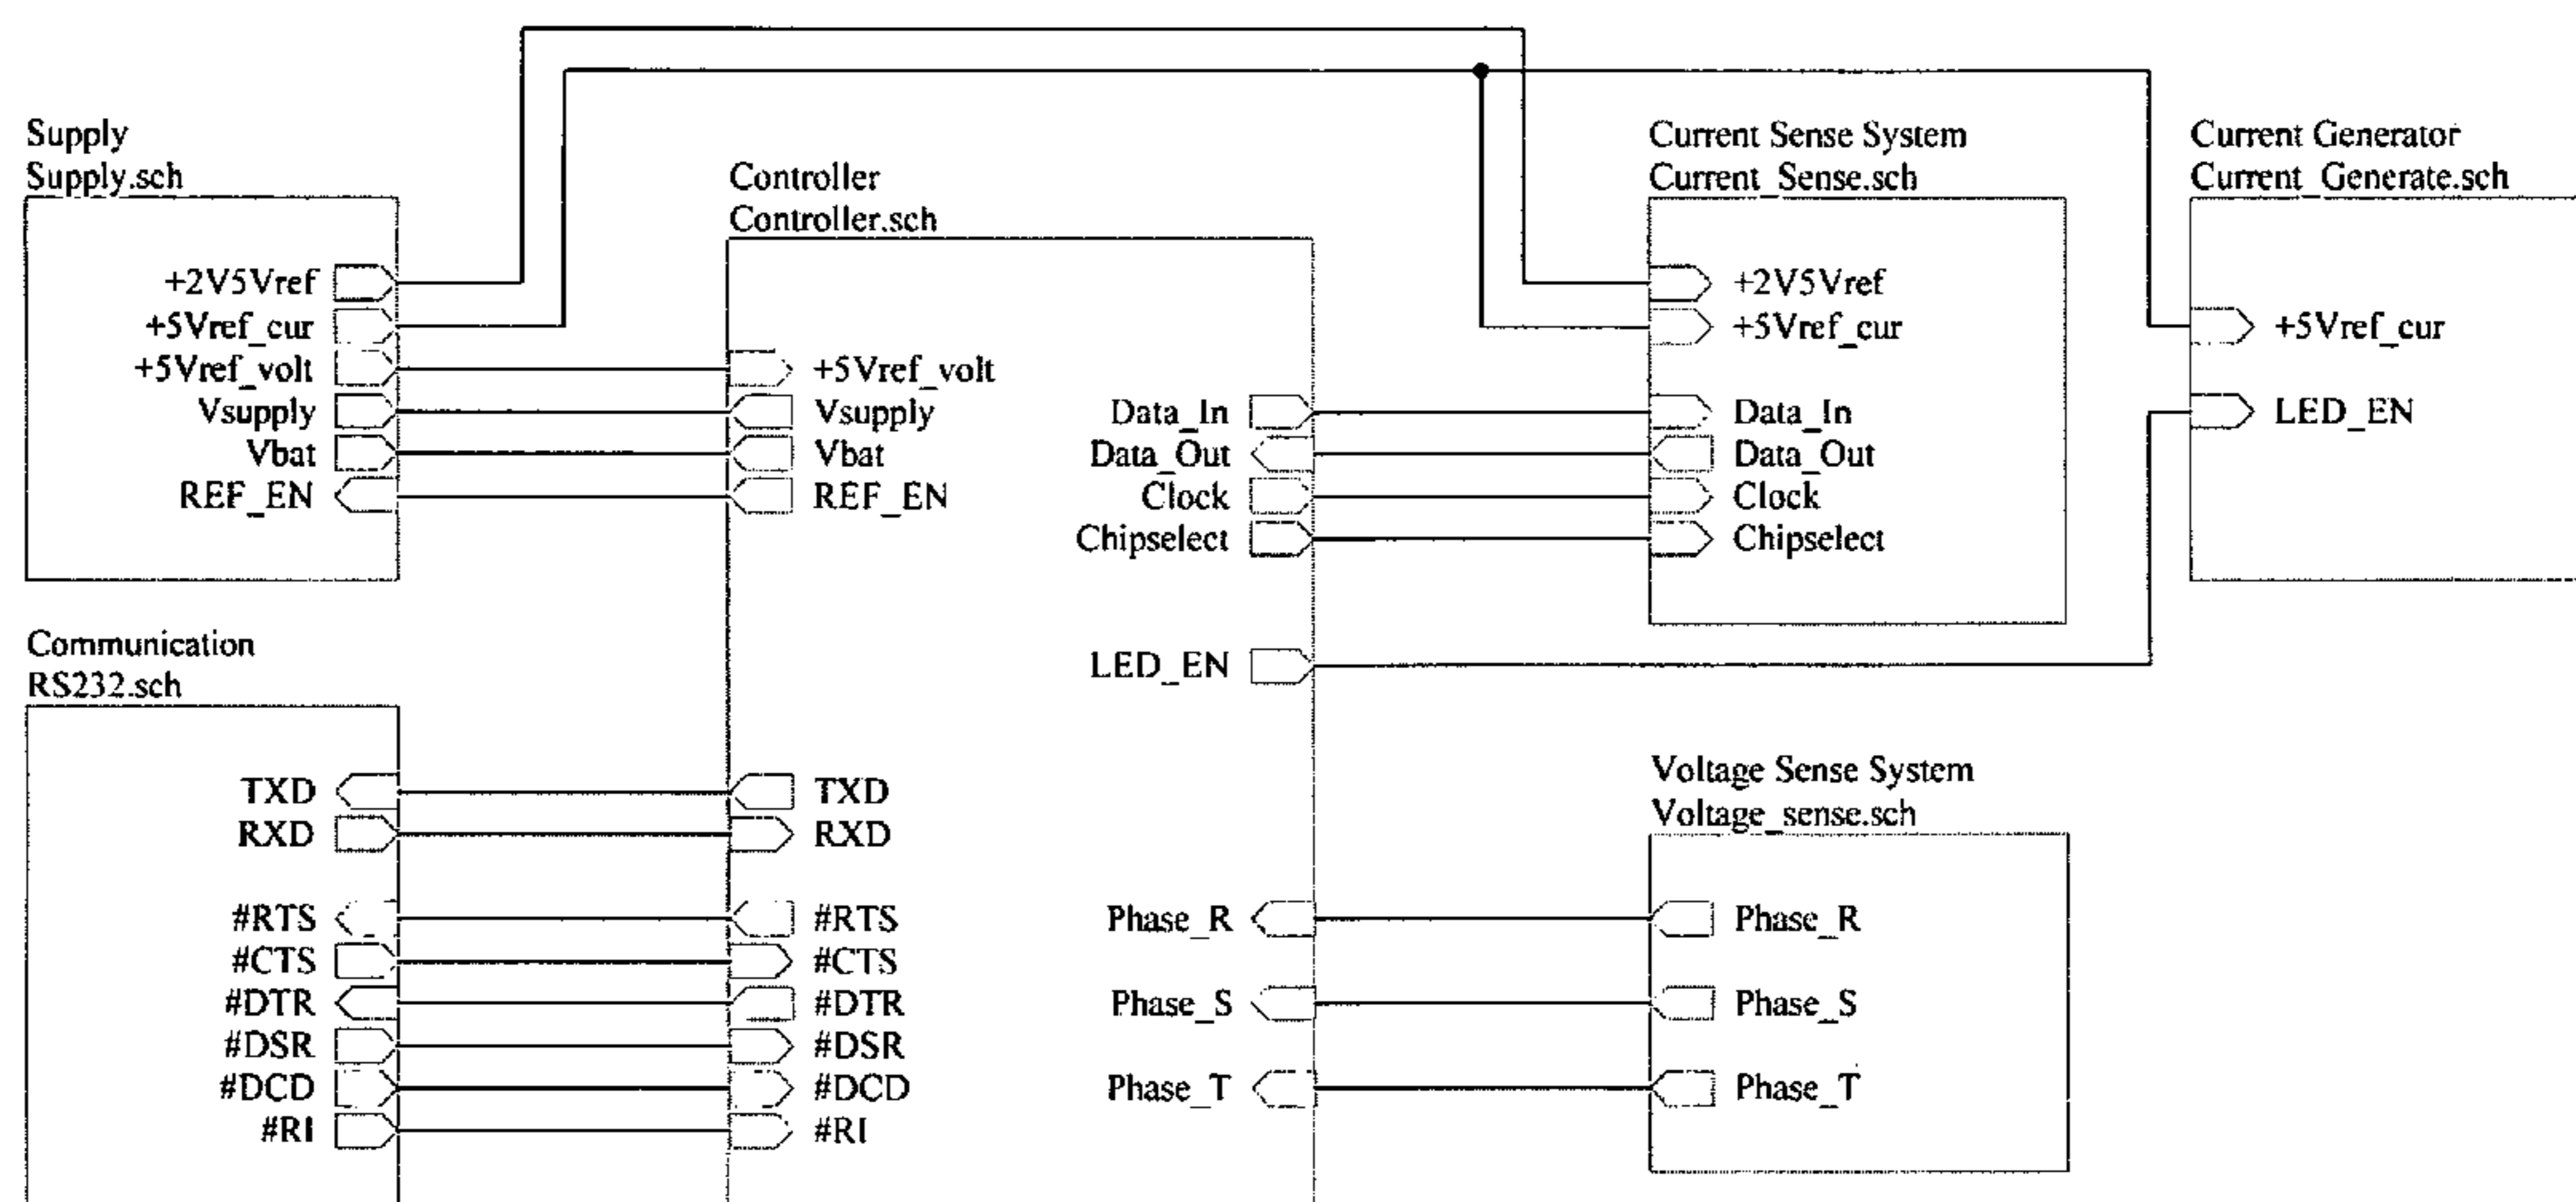 Supply
Supply.sch
+2V5Vref
+5Vref_cur
+5Vref_volt
Vsupply
Vbat
REF_EN
Communication
RS232.sch
TXD
RXD
#RTS
#CTS
#DTR
#DSR
#DCD
#RI
Controller
Controller.sch
+5Vref_volt
Vsupply
Vbat
REF_EN
TXD
RXD
#RTS
#CTS
#DTR
#DSR
#DCD
#RI
Data_In
Data_Out
Clock
Chipselect
LED_EN
Phase_R
Phase_S
Phase_T
Current Sense System
Current_Sense.sch
+2V5Vref
+5Vref_cur
Data_In
Data_Out
Clock
Chipselect
Voltage Sense System
Voltage_sense.sch
Phase_R
Phase_S
Phase_T
Current Generator
Current_Generate.sch
+5Vref_cur
LED_EN